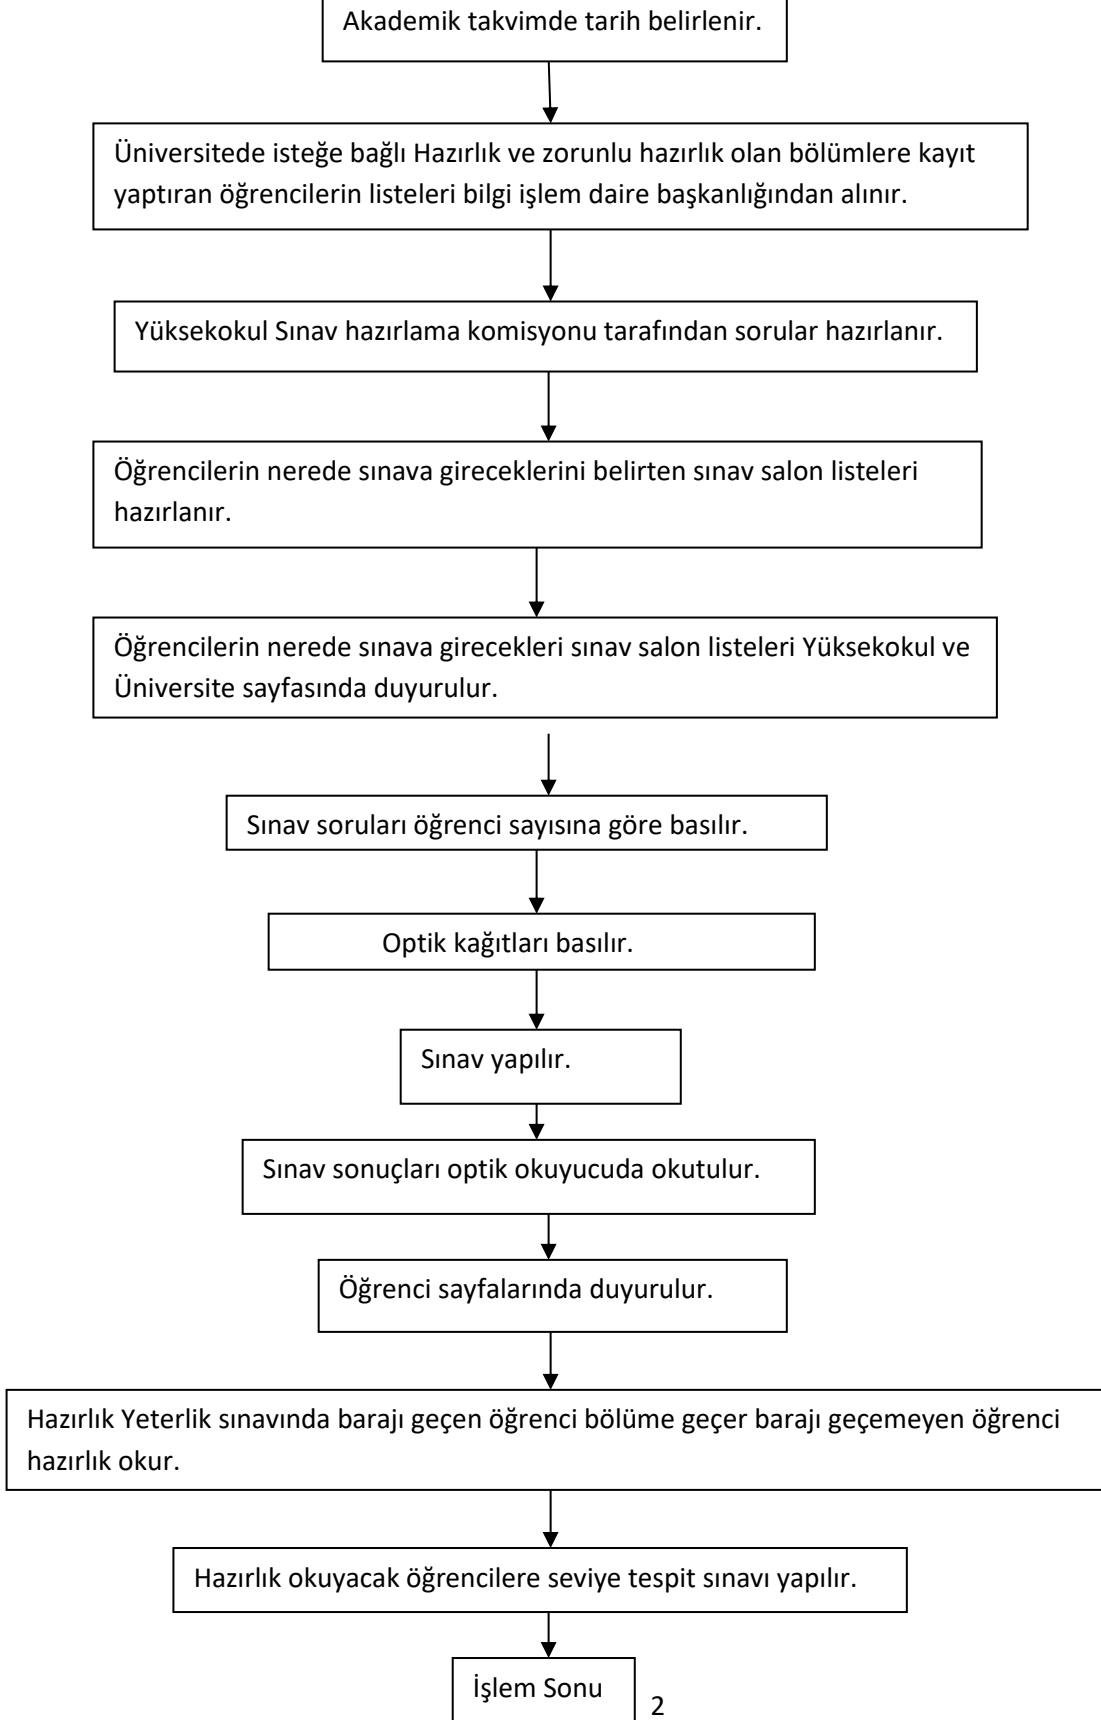 Akademik takvimde tarih belirlenir.
Üniversitede isteğe bağlı Hazırlık ve zorunlu hazırlık olan bölümlere kayıt
yaptıran öğrencilerin listeleri bilgi işlem daire başkanlığından alınır.
Yüksekokul Sınav hazırlama komisyonu tarafından sorular hazırlanır.
Öğrencilerin nerede sınava gireceklerini belirten sınav salon listeleri
hazırlanır.
Öğrencilerin nerede sınava girecekleri sınav salon listeleri Yüksekokul ve
Üniversite sayfasında duyurulur.
Sınav soruları öğrenci sayısına göre basılır.
Optik kağıtları basılır.
Sınav yapılır.
Sınav sonuçları optik okuyucuda okutulur.
Öğrenci sayfalarında duyurulur.
Hazırlık Yeterlik sınavında barajı geçen öğrenci bölüme geçer barajı geçemeyen öğrenci
hazırlık okur.
Hazırlık okuyacak öğrencilere seviye tespit sınavı yapılır.
İşlem Sonu
2